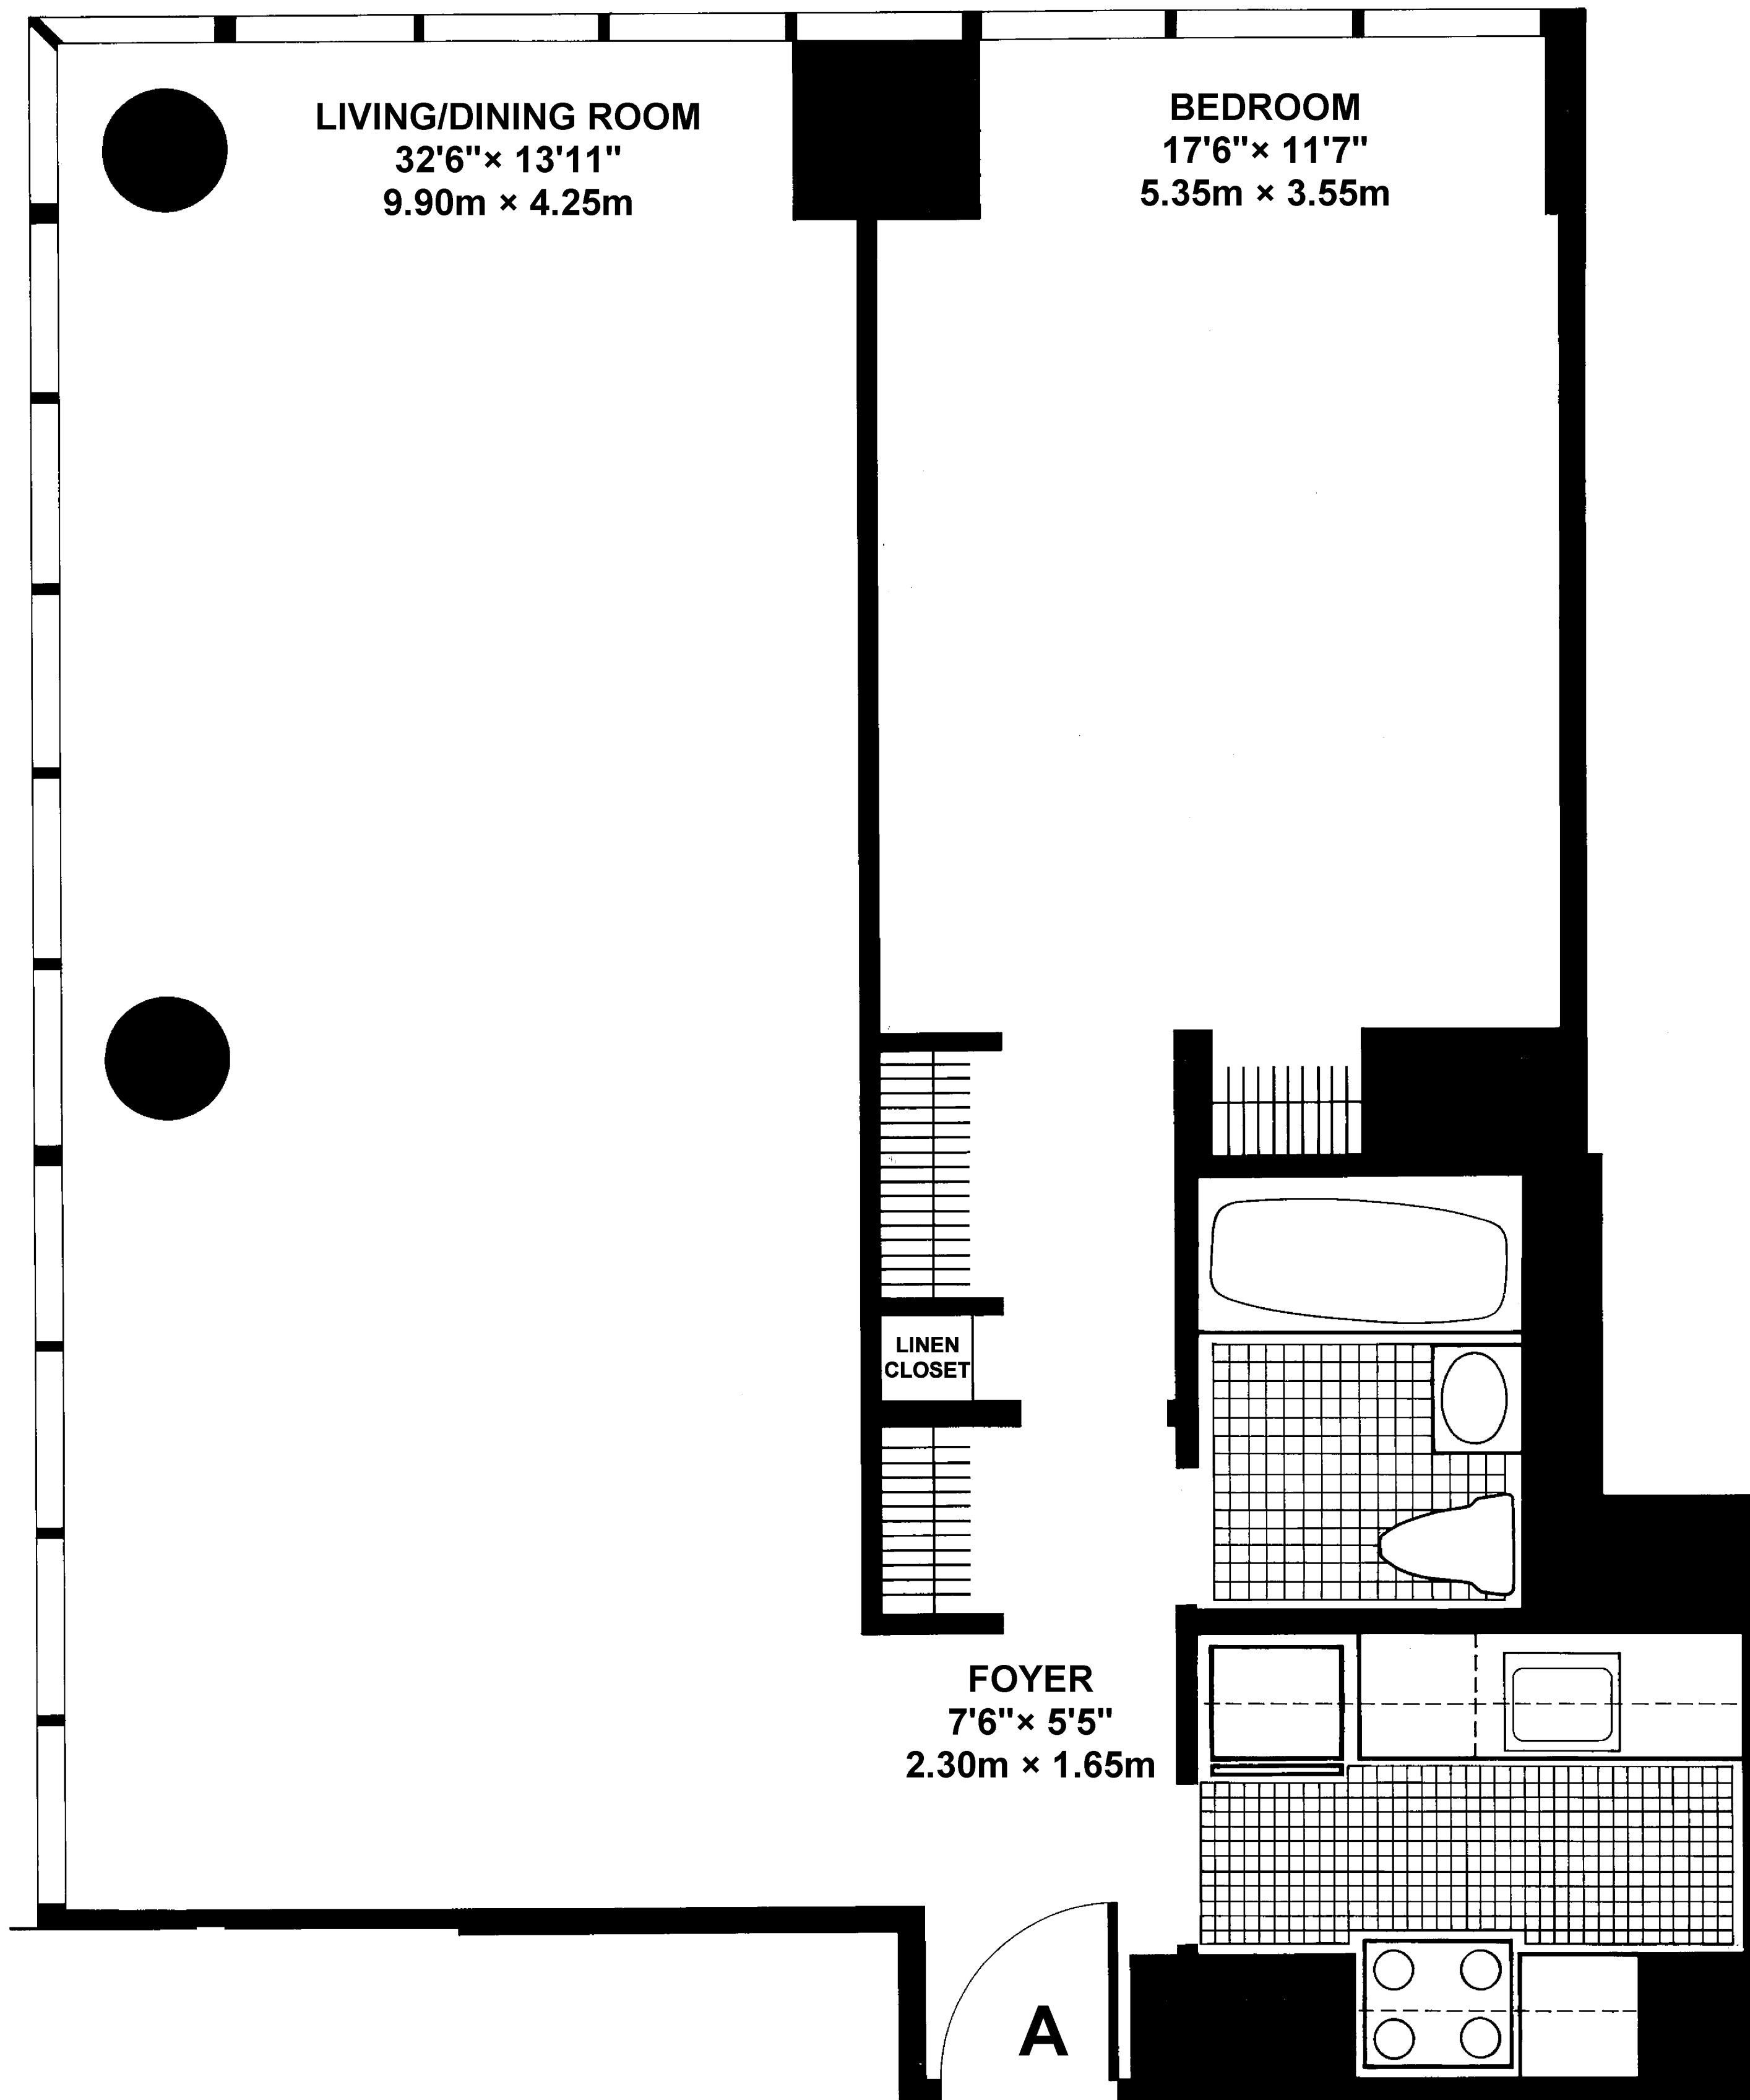 LIVING/DINING ROOM
32'6"× 13'11"
9.90m × 4.25m
BEDROOM
17'6"× 11'7"
5.35m × 3.55m
LINEN
CLOSET
FOYER
7'6"× 5'5"
2.30m × 1.65m
A